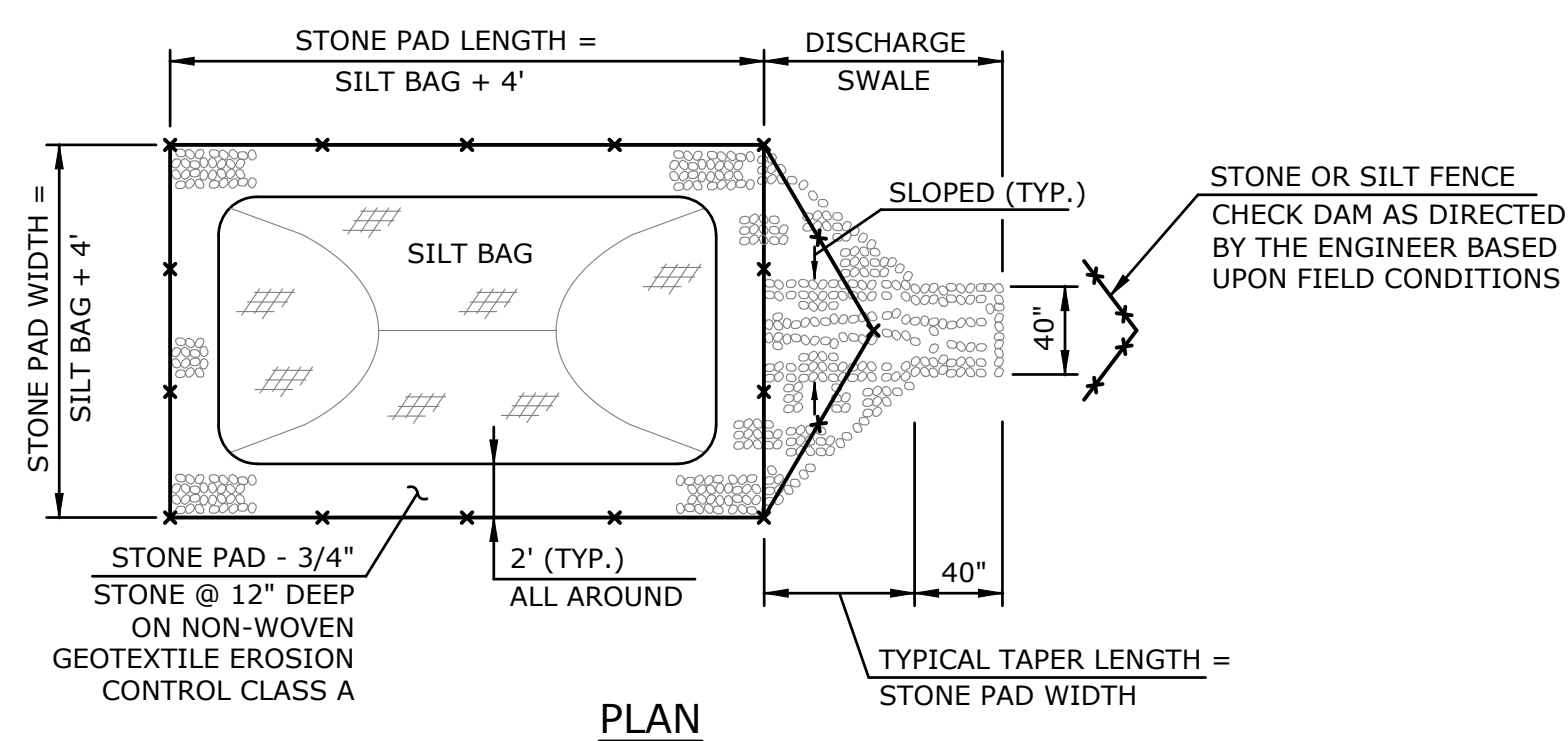 STONE PAD LENGTH =
SILT BAG + 4'
DISCHARGE
SWALE
STONE PAD WIDTH =
SILT BAG + 4'
SILT BAG
SLOPED (TYP.)
STONE OR SILT FENCE
CHECK DAM AS DIRECTED
BY THE ENGINEER BASED
UPON FIELD CONDITIONS
40"
STONE PAD - 3/4"
STONE @ 12" DEEP
ON NON-WOVEN
GEOTEXTILE EROSION
CONTROL CLASS A
2' (TYP.)
ALL AROUND
40"
TYPICAL TAPER LENGTH =
STONE PAD WIDTH
PLAN